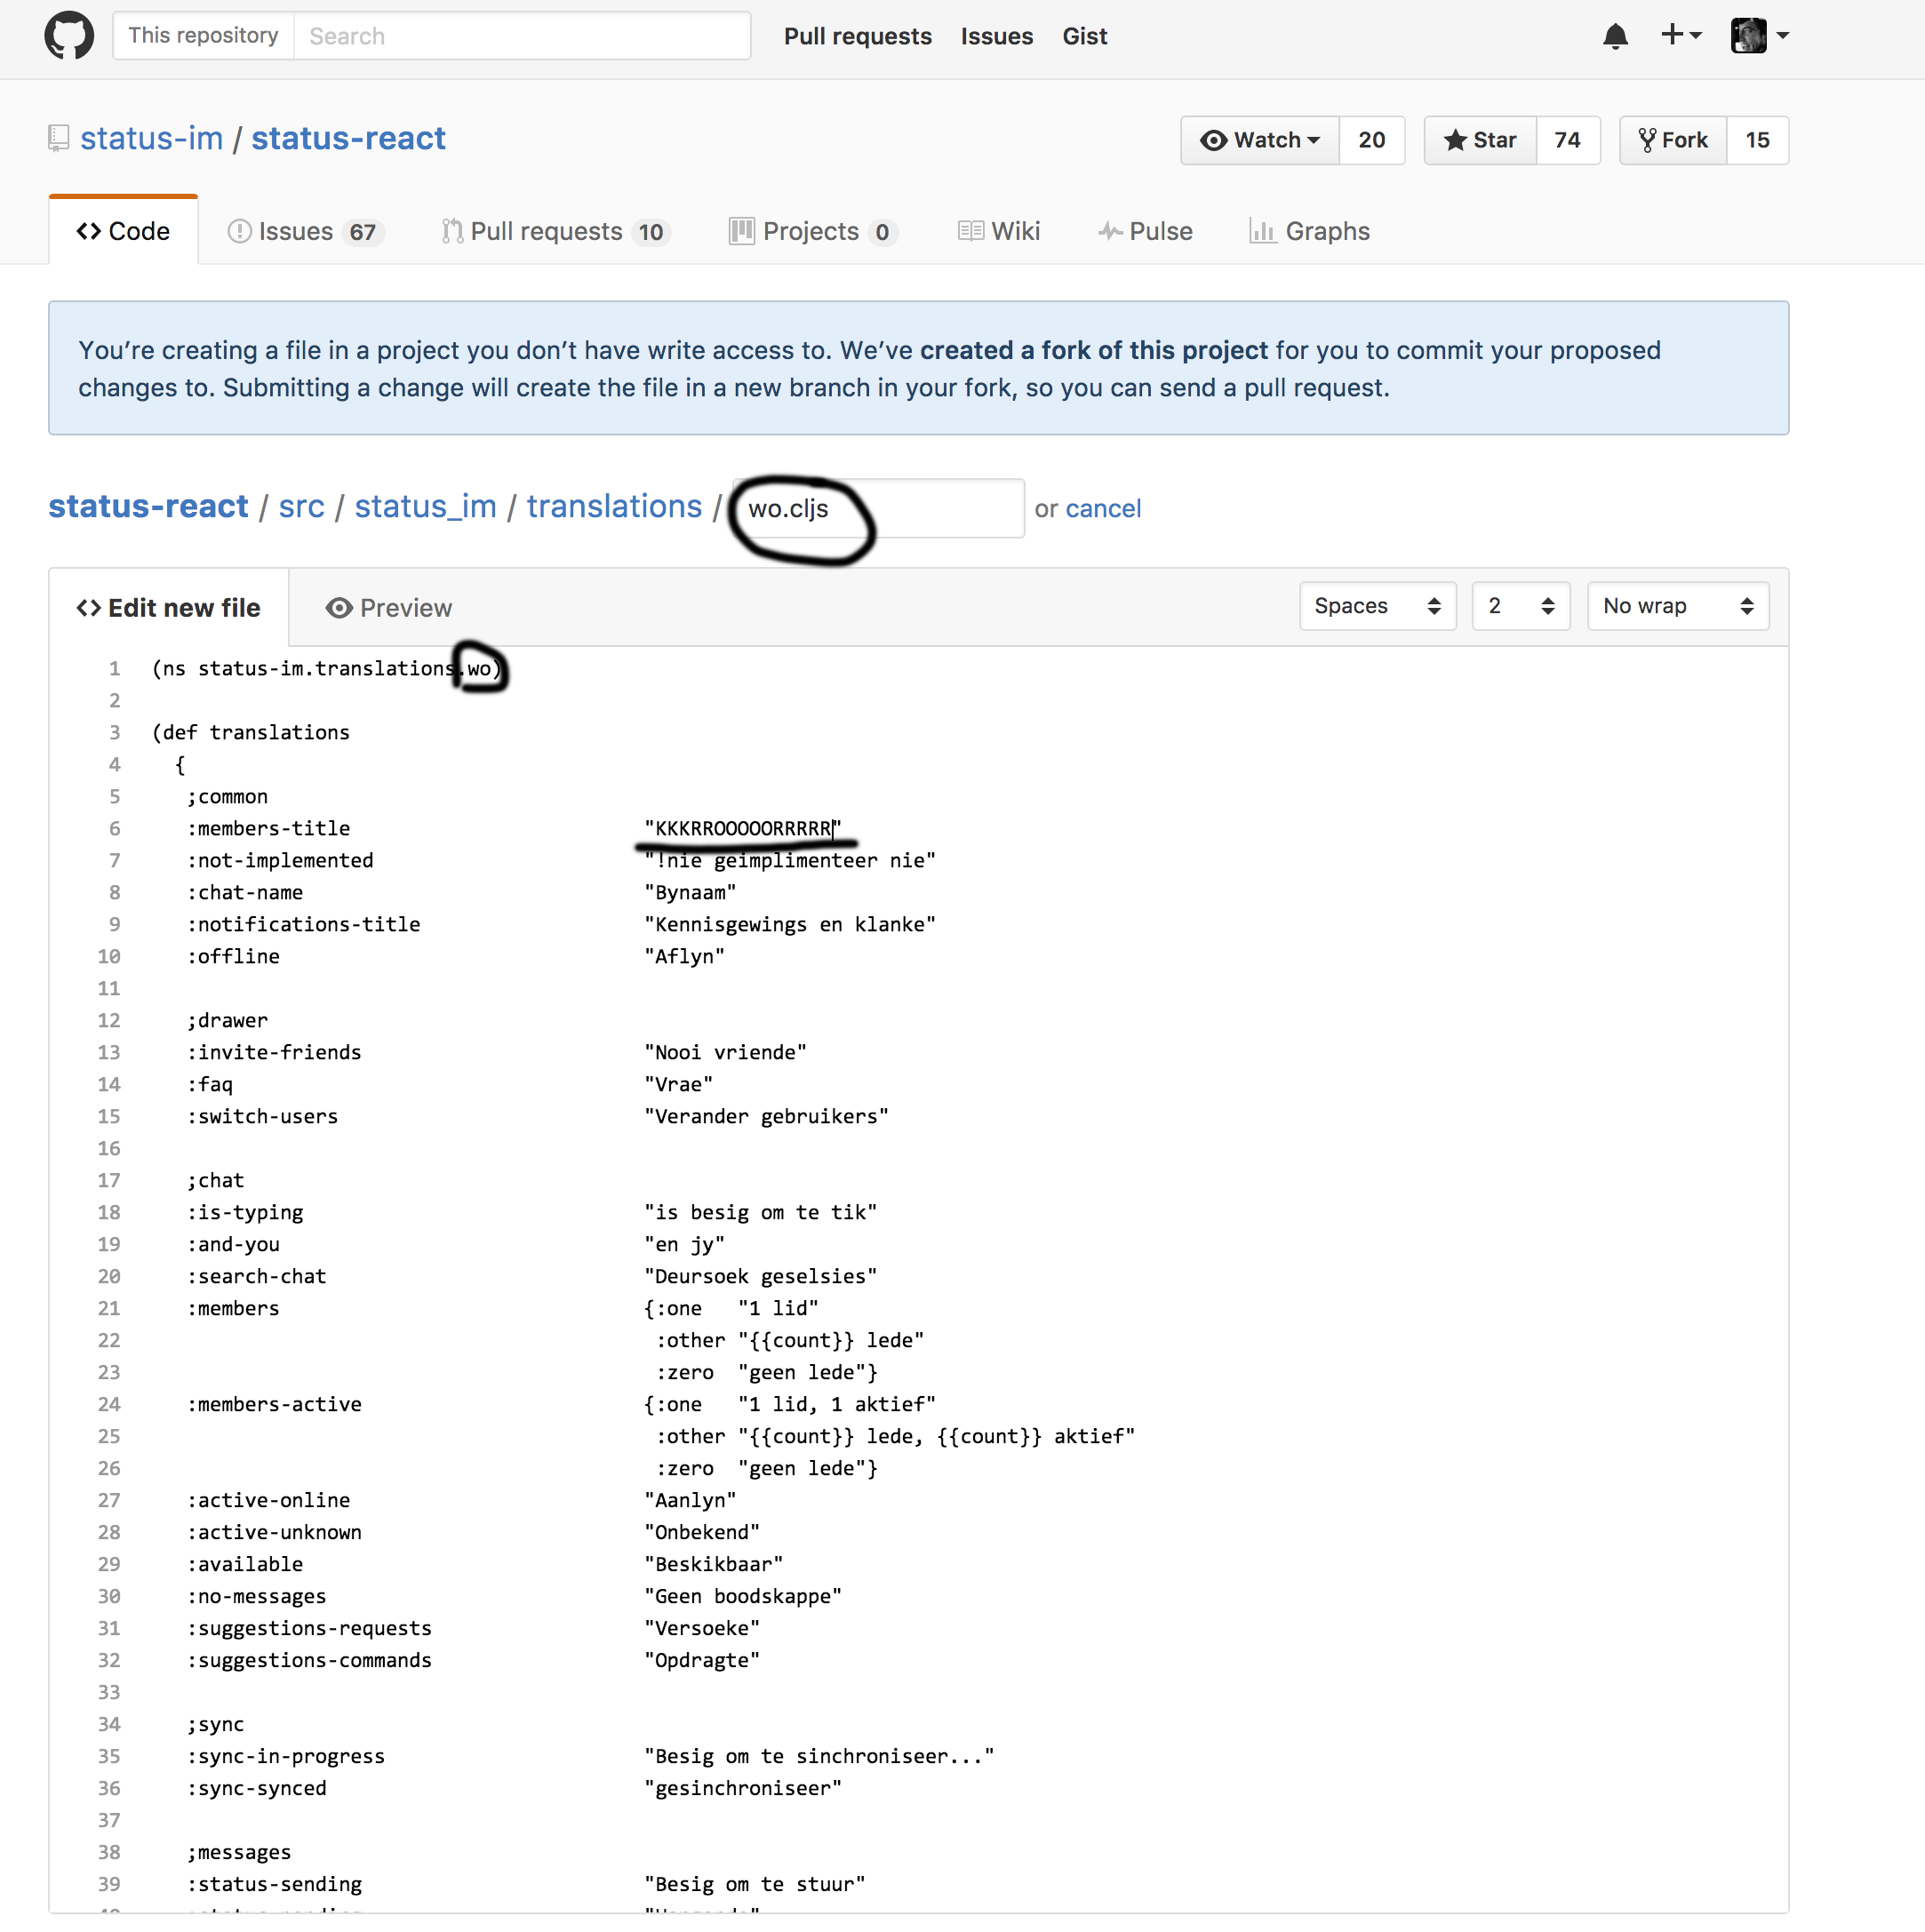 This repository Search Pull requests Issues Gist
status-im / status-react Watch 20 Star 74 Fork 15
Code Issues 67 Pull requests 10 Projects 0 Wiki Pulse Graphs
You’re creating a file in a project you don’t have write access to. We’ve created a fork of this project for you to commit your proposed
changes to. Submitting a change will create the file in a new branch in your fork, so you can send a pull request.
status-react / src / status_im / translations / wo.cljs or cancel
Edit new file Preview Spaces 2 No wrap
1 (ns status-im.translations.wo)
2
3 (def translations
4 {
5 ;common
6 :members-title "KKKRROOOOORRRRR"
7 :not-implemented "!nie geimplimenteer nie"
8 :chat-name "Bynaam"
9 :notifications-title "Kennisgewings en klanke"
10 :offline "Aflyn"
11
12 ;drawer
13 :invite-friends "Nooi vriende"
14 :faq "Vrae"
15 :switch-users "Verander gebruikers"
16
17 ;chat
18 :is-typing "is besig om te tik"
19 :and-you "en jy"
20 :search-chat "Deursoek geselsies"
21 :members {:one "1 lid"
22 :other "{{count}} lede"
23 :zero "geen lede"}
24 :members-active {:one "1 lid, 1 aktief"
25 :other "{{count}} lede, {{count}} aktief"
26 :zero "geen lede"}
27 :active-online "Aanlyn"
28 :active-unknown "Onbekend"
29 :available "Beskikbaar"
30 :no-messages "Geen boodskappe"
31 :suggestions-requests "Versoeke"
32 :suggestions-commands "Opdragte"
33
34 ;sync
35 :sync-in-progress "Besig om te sinchroniseer..."
36 :sync-synced "gesinchroniseer"
37
38 ;messages
39 :status-sending "Besig om te stuur"